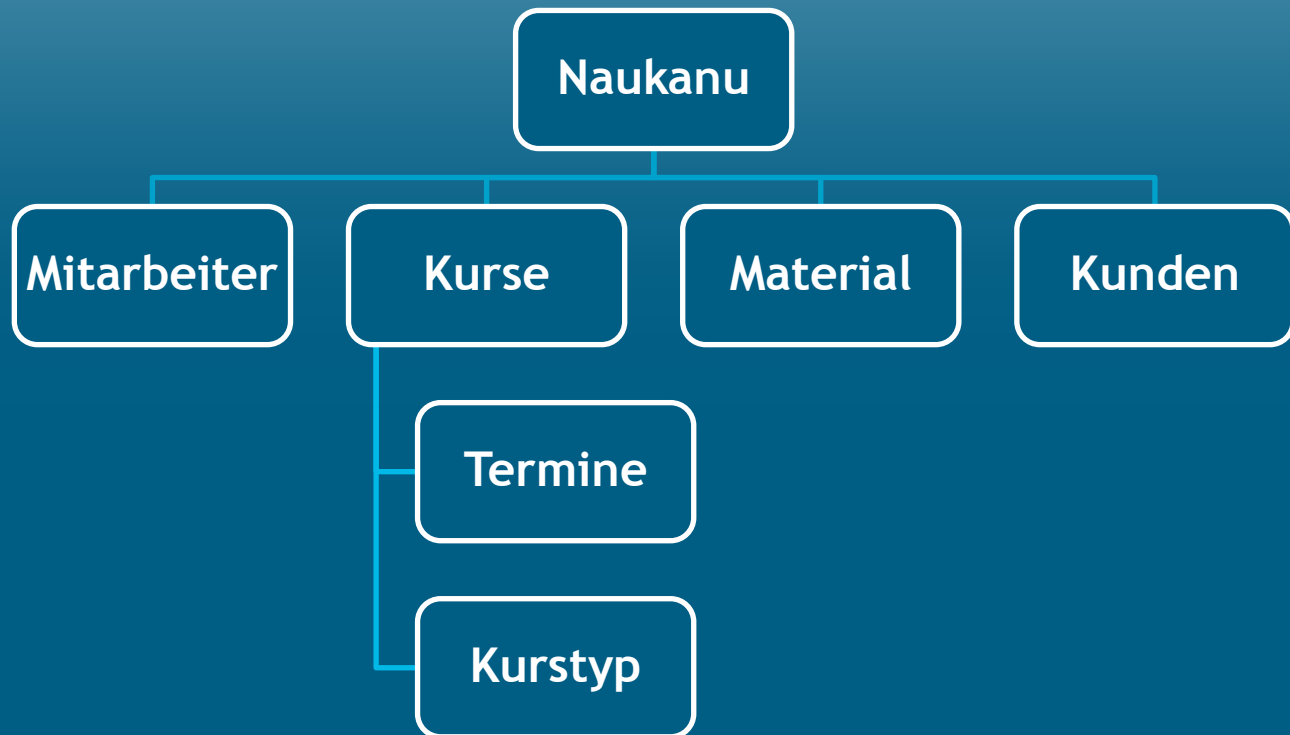 Naukanu
Mitarbeiter
Kurse
Material
Kunden
Termine
Kurstyp